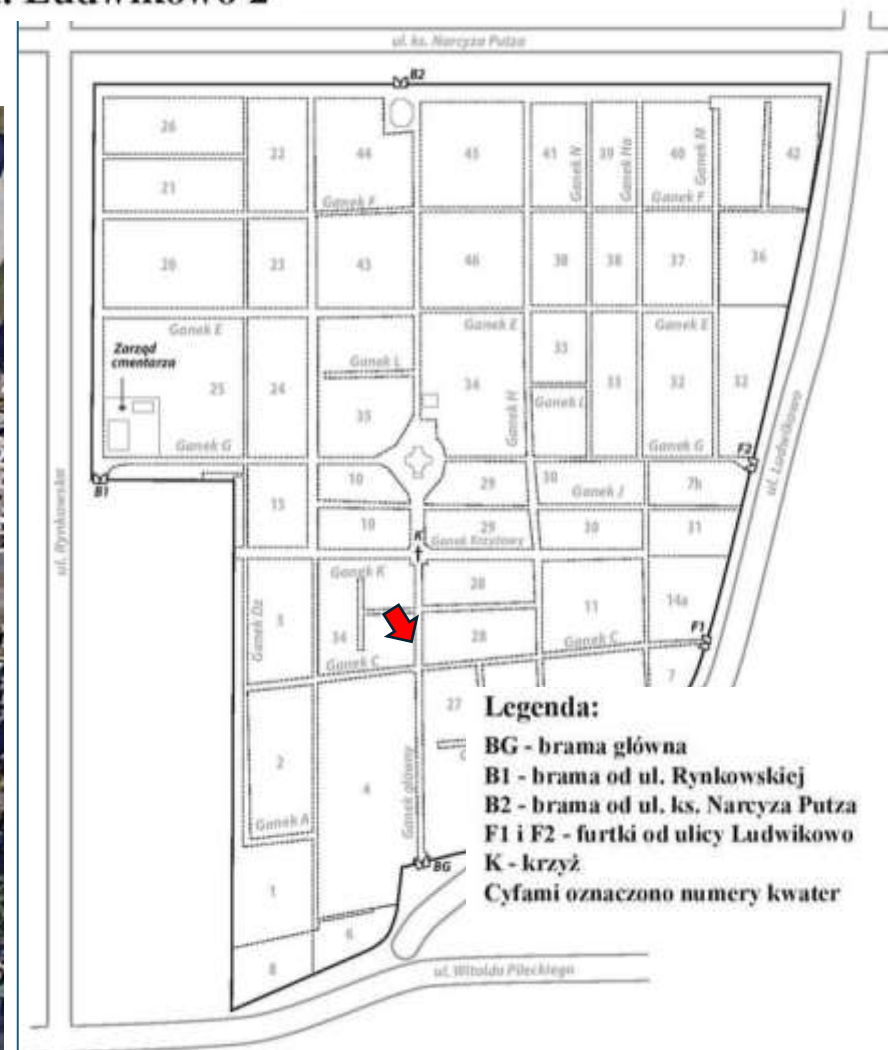 Ludwikowo 2
ul. ks. Narcyza Putza
B2
26
22
44
45
41
Ganek N
39
Ganek Na
40
Ganek M
42
21
Ganek F
Ganek F
20
23
43
46
30
38
37
36
Ganek E
Ganek E
Ganek E
Zarząd
cmentarza
25
24
Ganek L
35
34
Ganek H
33
Ganek L
33
32
32
Ganek G
Ganek G
F2
ul. Ludwikowo
B1
ul. Rynkowska
13
10
29
30
Ganek J
7b
10
K
29
Ganek Krzyżowy
30
31
Ganek Dz
3
Ganek K
28
34
Ganek C
28
11
Ganek C
14a
F1
2
Ganek A
4
Ganek główny
27
7
BG
1
6
8
ul. Witolda Pileckiego
Legenda:
BG - brama główna
B1 - brama od ul. Rynkowskiej
B2 - brama od ul. ks. Narcyza Putza
F1 i F2 - furtki od ulicy Ludwikowo
K - krzyż
Cyfami oznaczono numery kwater